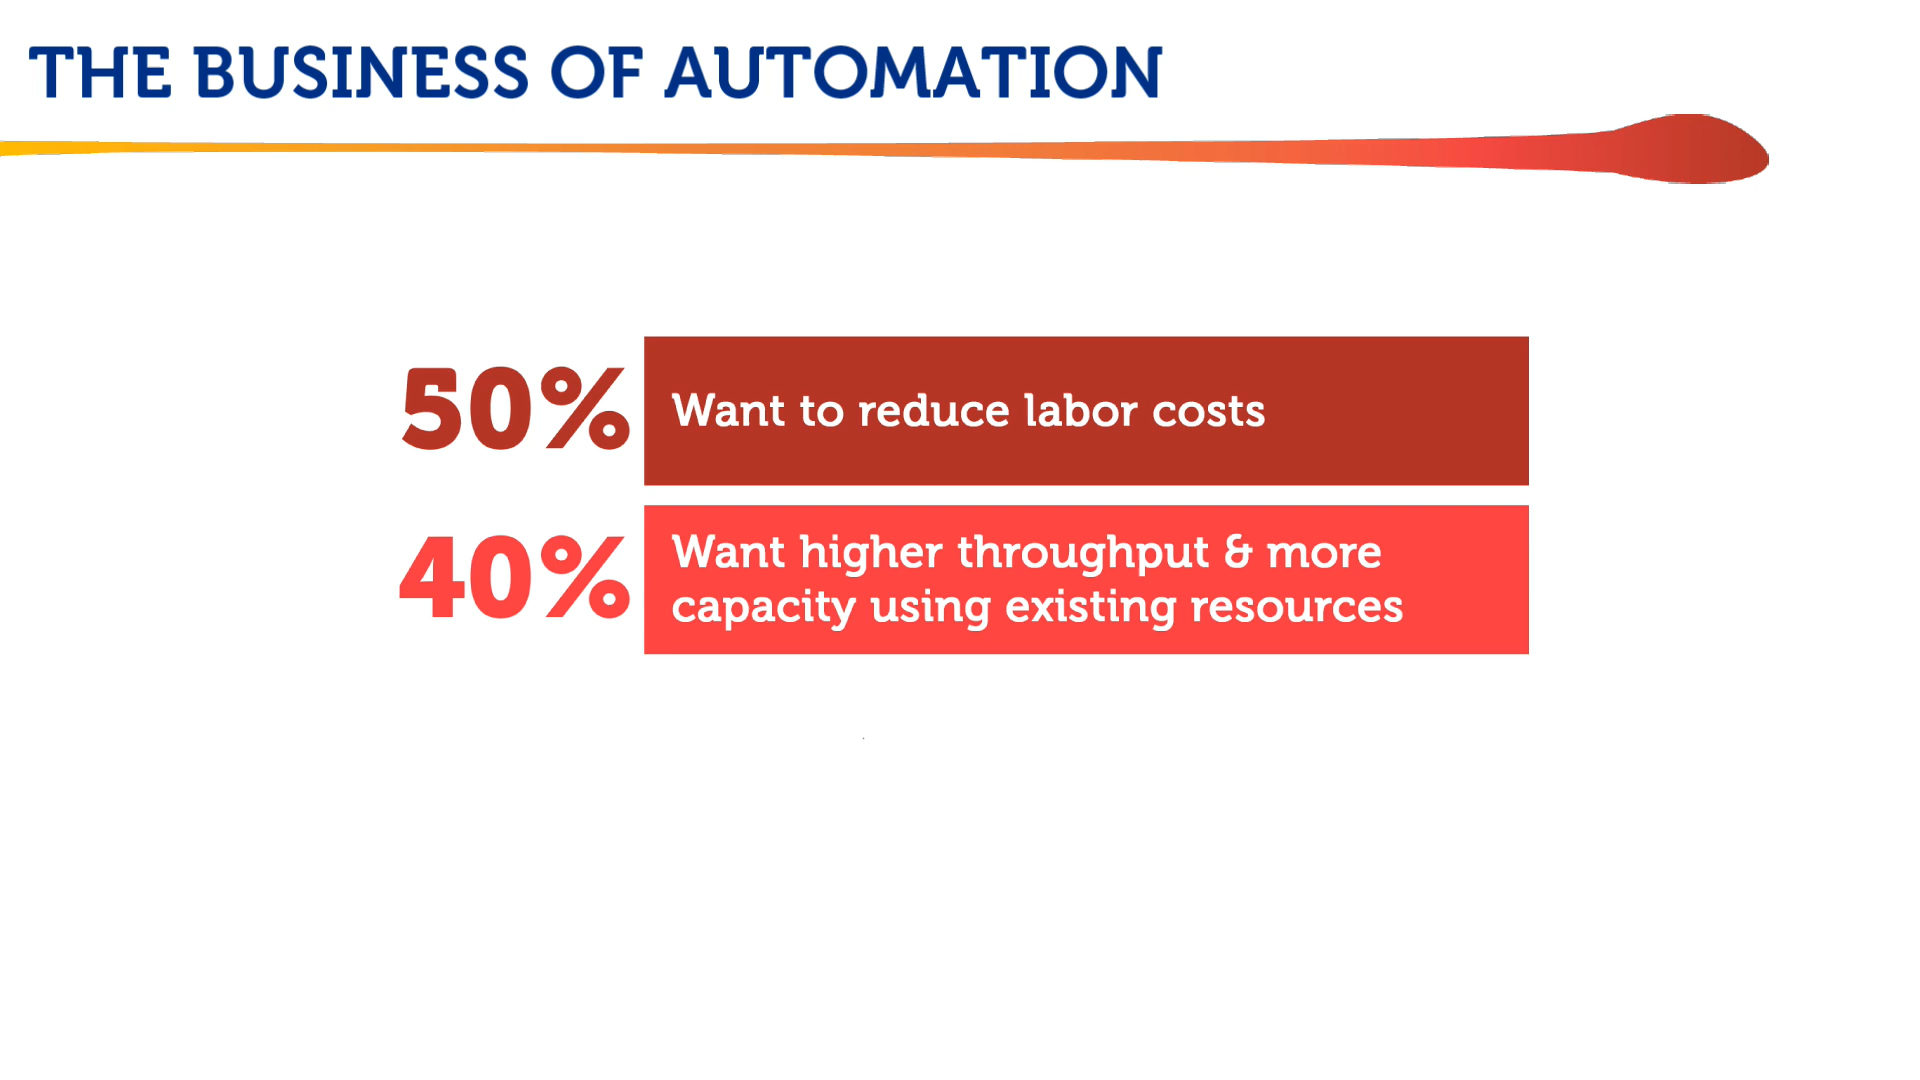 THE BUSINESS OF AUTOMATION
50% Want to reduce labor costs
40% Want higher throughput & more
capacity using existing resources